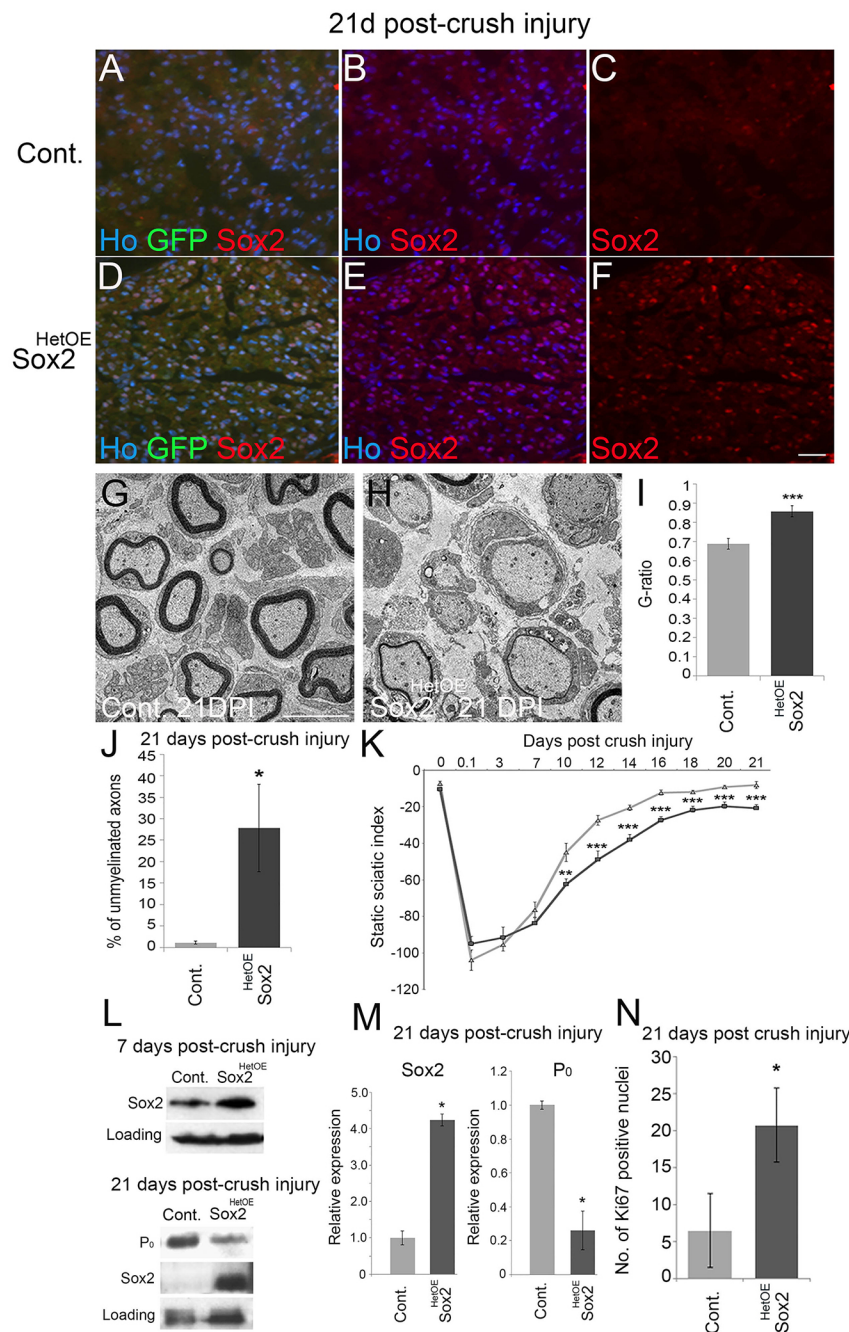 21d post-crush injury
A
B
C
Cont.
Ho GFP Sox2
Ho Sox2
Sox2
D
E
F
Sox2 HetOE
Ho GFP Sox2
Ho Sox2
Sox2
G
H
I
Cont. 21DPI
Sox2 HetOE 21 DPI
G-ratio
1
0.9
0.8
0.7
0.6
0.5
0.4
0.3
0.2
0.1
0
***
Cont.
Sox2 HetOE
J
21 days post-crush injury
% of unmyelinated axons
45
40
35
30
25
20
15
10
5
0
*
Cont.
Sox2 HetOE
K
Days post crush injury
0 0.1 3 7 10 12 14 16 18 20 21
Static sciatic index
-20
-40
-60
-80
-100
-120
** *** *** *** *** *** ***
L
7 days post-crush injury
Cont. Sox2 HetOE
Sox2
Loading
21 days post-crush injury
Cont. Sox2 HetOE
P0
Sox2
Loading
M
21 days post-crush injury
Sox2
Relative expression
5.0
4.0
3.0
2.0
1.0
0
*
Cont.
Sox2 HetOE
P0
Relative expression
1.2
1.0
0.8
0.6
0.4
0.2
0
*
Cont.
Sox2 HetOE
N
21 days post crush injury
No. of Ki67 positive nuclei
30
25
20
15
10
5
0
*
Cont.
Sox2 HetOE